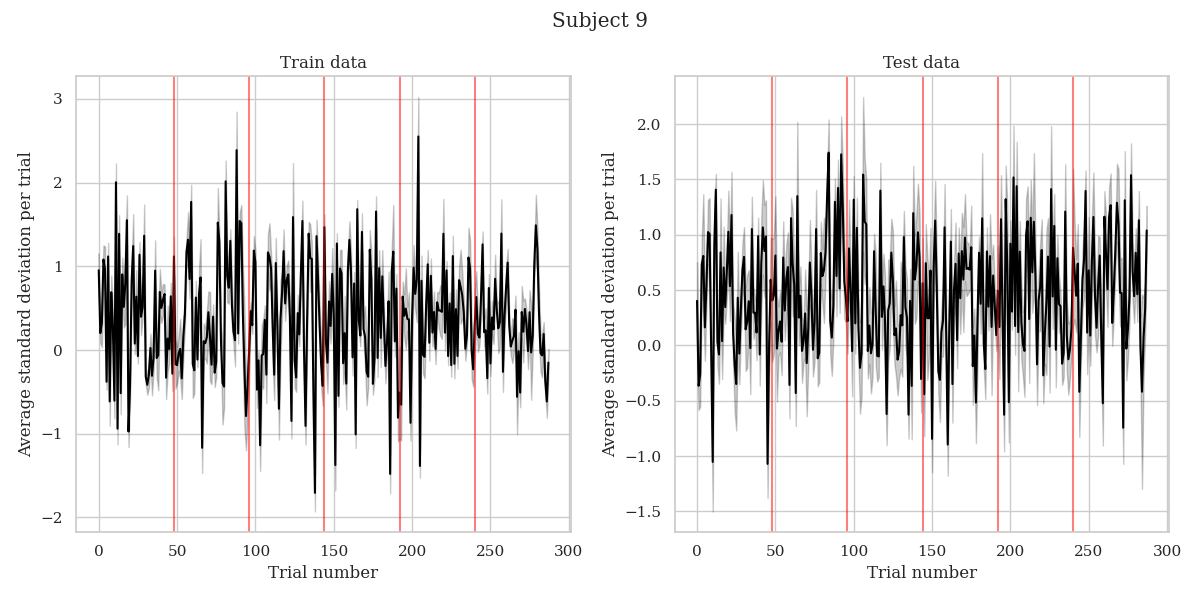 Subject 9
Train data
Average standard deviation per trial
3
2
1
0
−1
−2
0 50 100 150 200 250 300
Trial number
Test data
Average standard deviation per trial
2.0
1.5
1.0
0.5
0.0
−0.5
−1.0
−1.5
0 50 100 150 200 250 300
Trial number